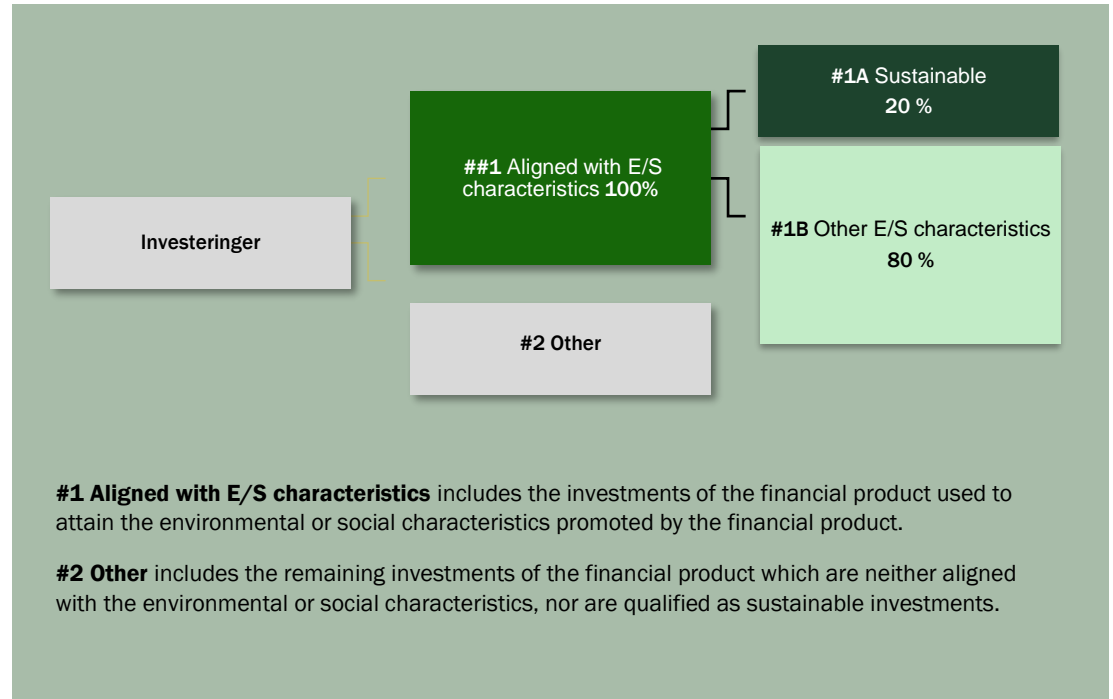 #1A Sustainable
20 %
##1 Aligned with E/S
characteristics 100%
Investeringer
#1B Other E/S characteristics
80 %
#2 Other
#1 Aligned with E/S characteristics includes the investments of the financial product used to
attain the environmental or social characteristics promoted by the financial product.
#2 Other includes the remaining investments of the financial product which are neither aligned
with the environmental or social characteristics, nor are qualified as sustainable investments.